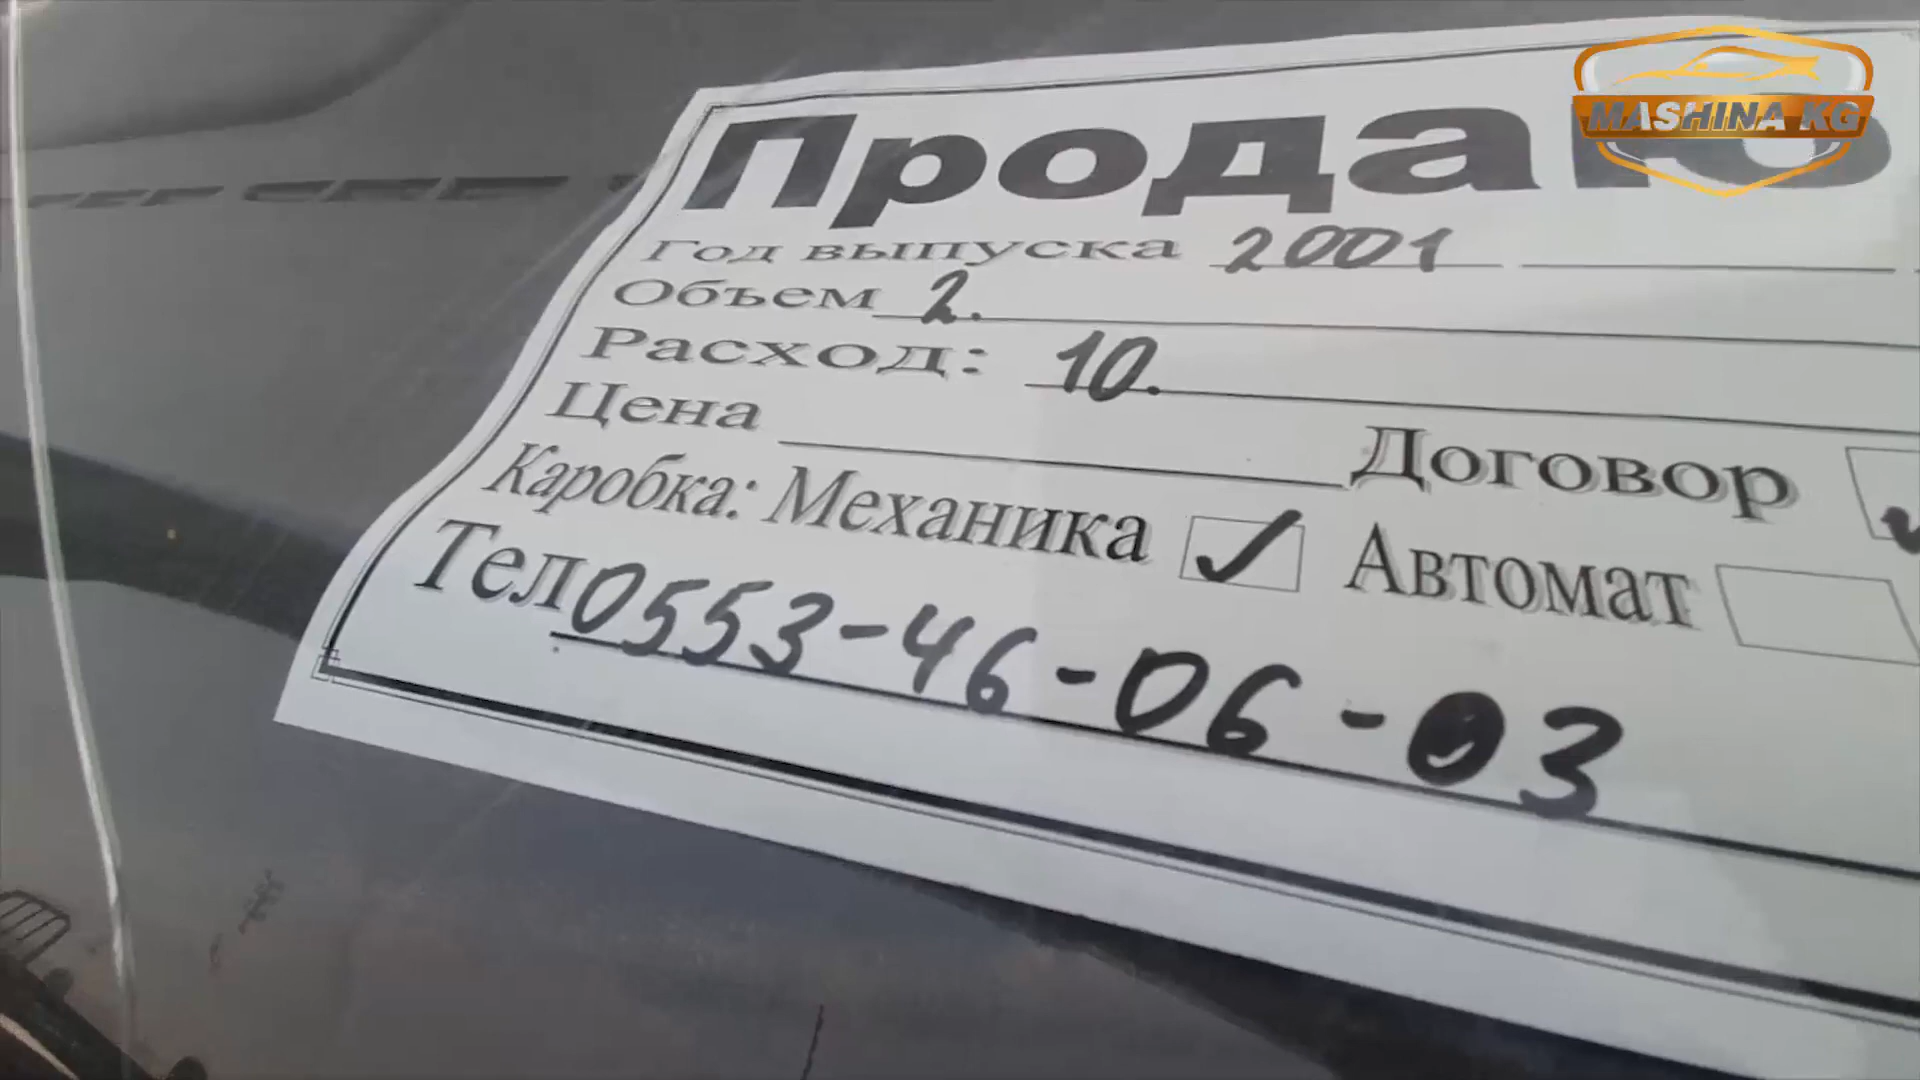 MASHINA KG
Продаю
Год выпуска 2001
Объем 2.
Расход: 10.
Цена Договор
Каробка: Механика Автомат
Тел 0553-46-06-03